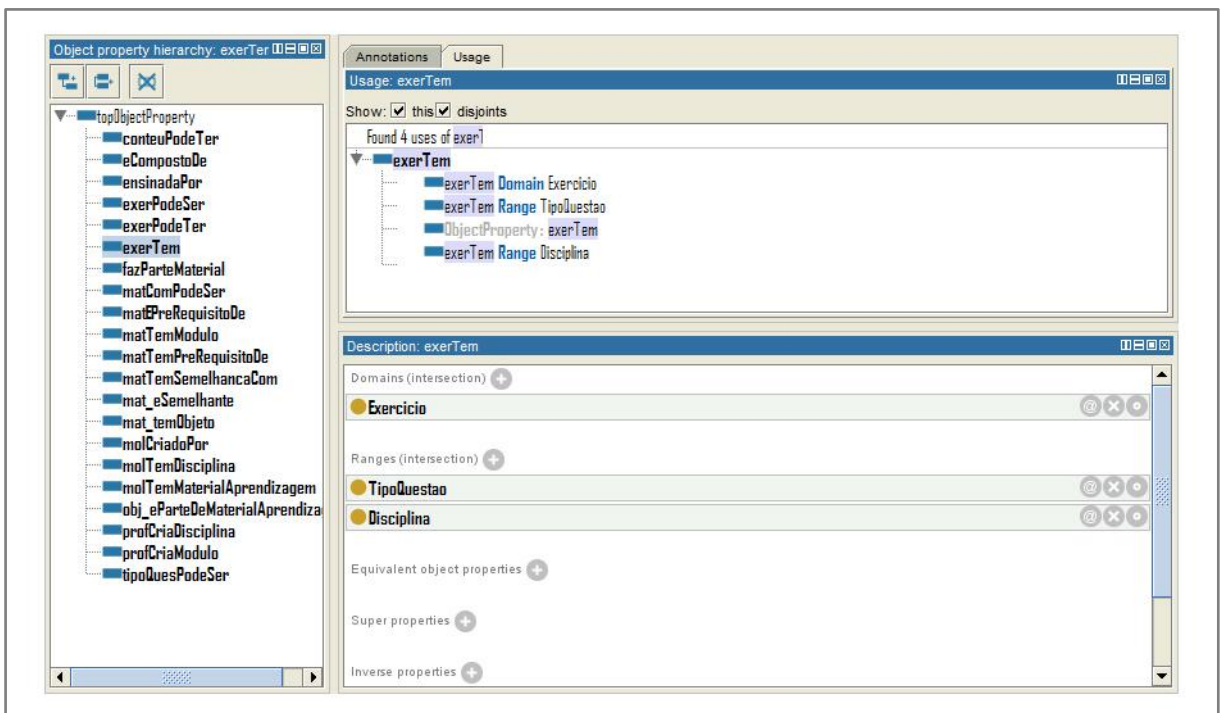 Object property hierarchy: exerTer
topObjectProperty
conteuPodeTer
eCompostoDe
ensinadaPor
exerPodeSer
exerPodeTer
exerTem
fazParteMaterial
matComPodeSer
matEPreRequisitoDe
matTemModulo
matTemPreRequisitoDe
matTemSemelhancaCom
mat_eSemelhante
mat_temObjeto
molCriadoPor
molTemDisciplina
molTemMaterialAprendizagem
obj_eParteDeMaterialAprendiza
profCriaDisciplina
profCriaModulo
tipoQuesPodeSer
Annotations Usage
Usage: exerTem
Show: this disjoints
Found 4 uses of exerT
exerTem
exerTem Domain Exercicio
exerTem Range TipoQuestao
ObjectProperty: exerTem
exerTem Range Disciplina
Description: exerTem
Domains (intersection)
Exercicio
Ranges (intersection)
TipoQuestao
Disciplina
Equivalent object properties
Super properties
Inverse properties